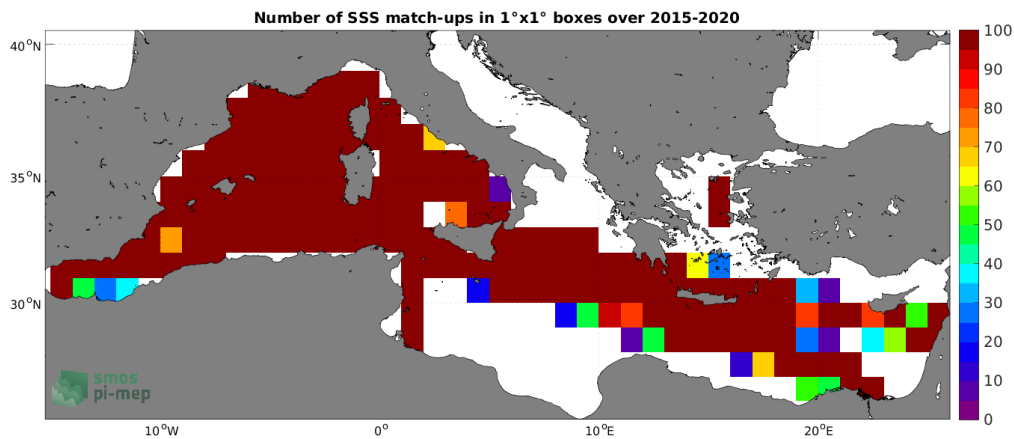 Number of SSS match-ups in 1°x1° boxes over 2015-2020
40°N
35°N
30°N
10°W
0°
10°E
20°E
100
90
80
70
60
50
40
30
20
10
0
smos
pi-mep